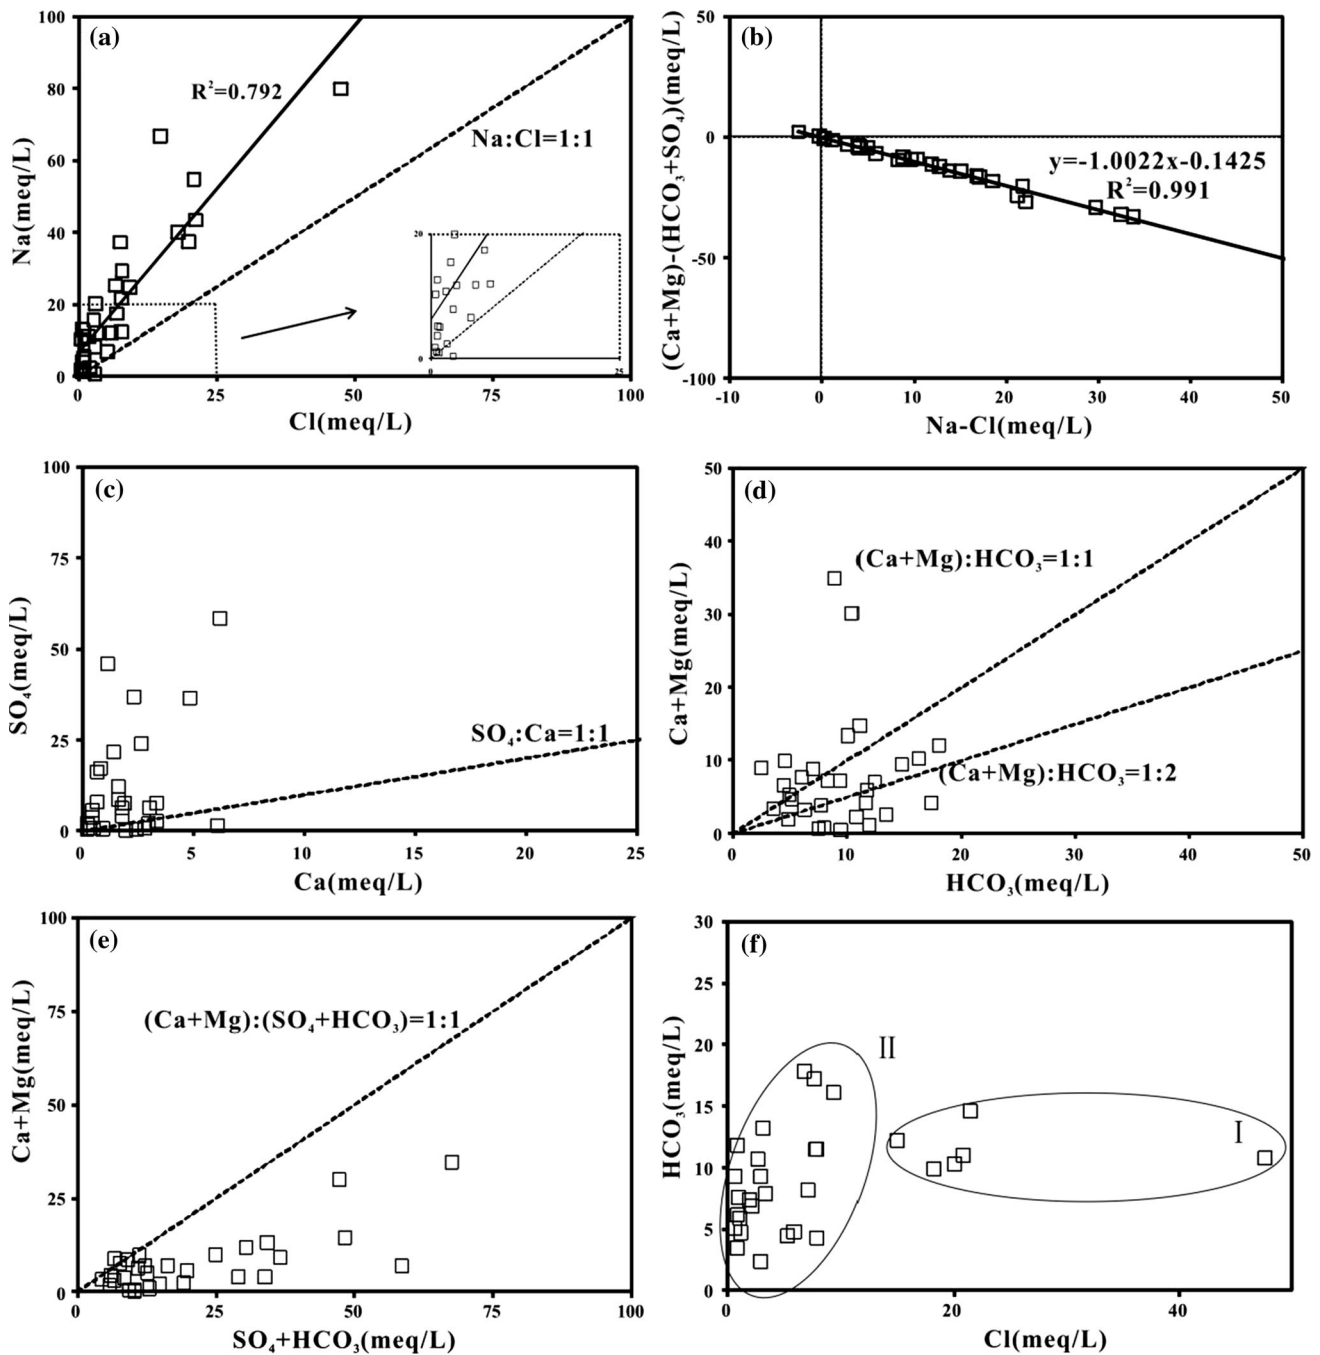 (a)
R²=0.792
Na:Cl=1:1
Na(meq/L)
100
80
60
40
20
0
0
25
50
75
100
Cl(meq/L)
20
0
0
25
(b)
y=-1.0022x-0.1425
R²=0.991
(Ca+Mg)-(HCO₃+SO₄)(meq/L)
50
0
-50
-100
-10
0
10
20
30
40
50
Na-Cl(meq/L)
(c)
SO₄:Ca=1:1
SO₄(meq/L)
100
75
50
25
0
0
5
10
15
20
25
Ca(meq/L)
(d)
(Ca+Mg):HCO₃=1:1
(Ca+Mg):HCO₃=1:2
Ca+Mg(meq/L)
50
40
30
20
10
0
0
10
20
30
40
50
HCO₃(meq/L)
(e)
(Ca+Mg):(SO₄+HCO₃)=1:1
Ca+Mg(meq/L)
100
75
50
25
0
0
25
50
75
100
SO₄+HCO₃(meq/L)
(f)
II
I
HCO₃(meq/L)
30
25
20
15
10
5
0
0
20
40
Cl(meq/L)